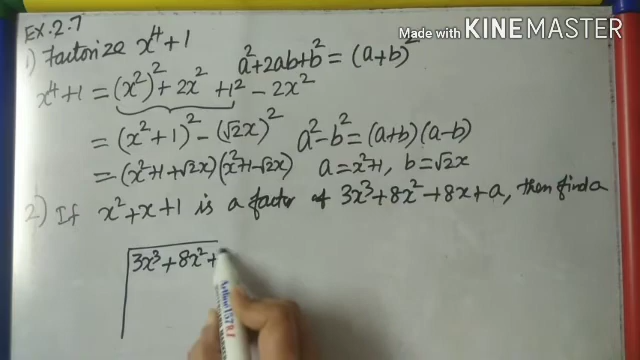 Made with KINEMASTER
EX.2.7
1) Factorize x⁴+1
a²+2ab+b² = (a+b)²
x⁴+1 = (x²)²+2x²+1²-2x²
= (x²+1)²-(√2x)² a²-b²=(a+b)(a-b)
= (x²+1+√2x)(x²+1-√2x) a=x²+1, b=√2x
2) If x²+x+1 is a factor of 3x³+8x²+8x+a, then find a
3x³+8x²+
Artline 157R